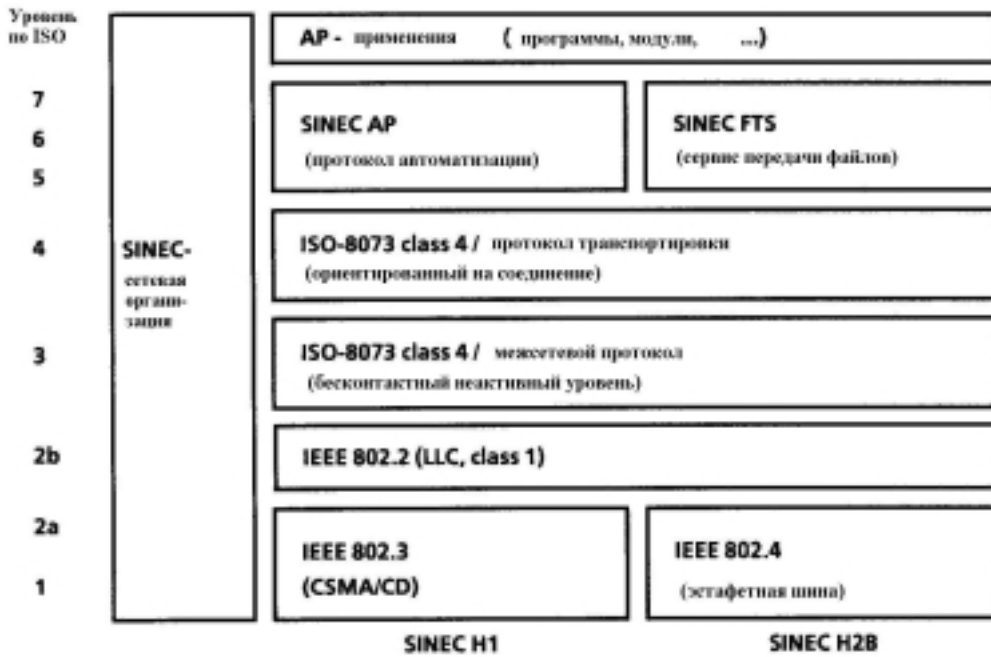 Уровень
по ISO
AP - применения ( программы, модули, ...)
7
6
5
SINEC AP
(протокол автоматизации)
SINEC FTS
(сервис передачи файлов)
4
SINEC-
сетевая
органи-
зация
ISO-8073 class 4 / протокол транспортировки
(ориентированный на соединение)
3
ISO-8073 class 4 / межсетевой протокол
(бесконтактный неактивный уровень)
2b
IEEE 802.2 (LLC, class 1)
2a
1
IEEE 802.3
(CSMA/CD)
IEEE 802.4
(эстафетная шина)
SINEC H1
SINEC H2B